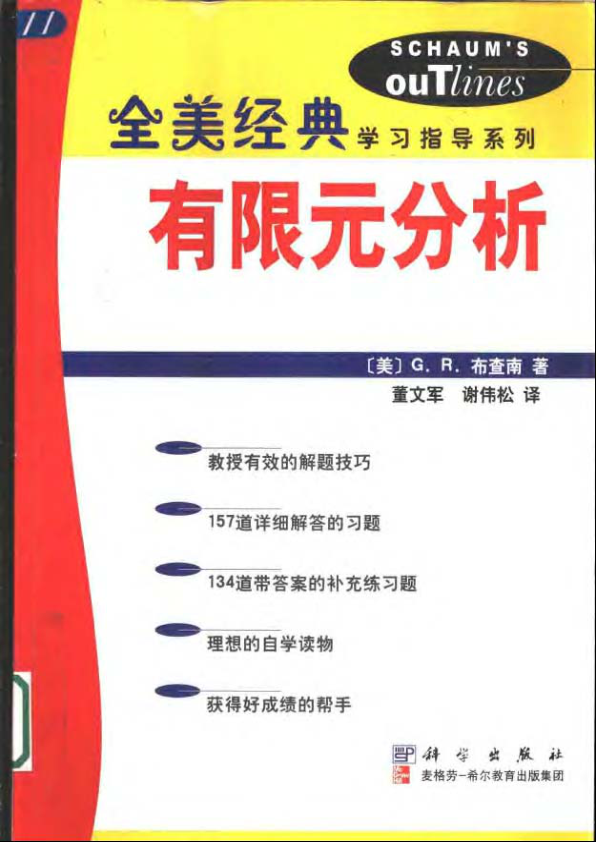 11
SCHAUM'S
ouTlines
全美经典学习指导系列
有限元分析
〔美〕G. R. 布查南 著
董文军 谢伟松 译
教授有效的解题技巧
157道详细解答的习题
134道带答案的补充练习题
理想的自学读物
获得好成绩的帮手
科学出版社
麦格劳-希尔教育出版集团